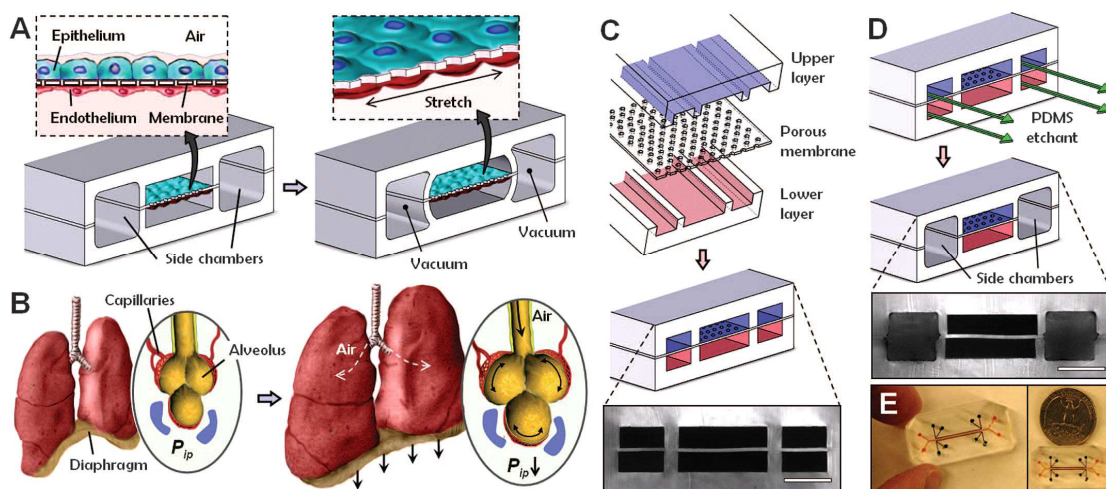 A
Epithelium
Air
Endothelium
Membrane
Stretch
Side chambers
Vacuum
Vacuum
B
Capillaries
Alveolus
Diaphragm
Pip
Air
Air
Pip↓
C
Upper
layer
Porous
membrane
Lower
layer
D
PDMS
etchant
Side chambers
E